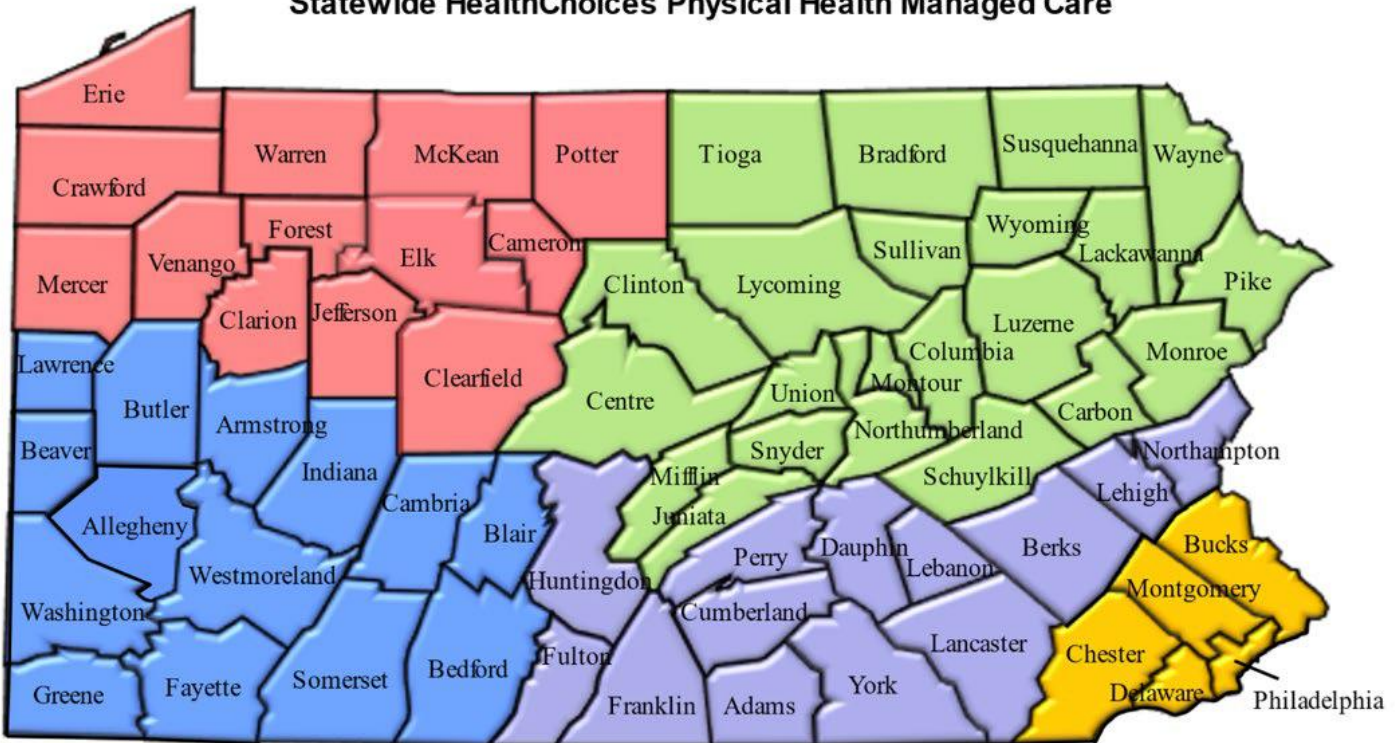 Statewide HealthChoices Physical Health Managed Care
Erie
Warren
McKean
Potter
Tioga
Bradford
Susquehanna
Wayne
Crawford
Forest
Elk
Cameron
Clinton
Lycoming
Sullivan
Wyoming
Lackawanna
Pike
Mercer
Venango
Clarion
Jefferson
Clearfield
Centre
Union
Montour
Columbia
Luzerne
Monroe
Lawrence
Butler
Armstrong
Beaver
Indiana
Cambria
Blair
Mifflin
Snyder
Northumberland
Schuylkill
Carbon
Northampton
Lehigh
Juniata
Allegheny
Westmoreland
Huntingdon
Perry
Dauphin
Lebanon
Berks
Bucks
Montgomery
Washington
Cumberland
Lancaster
Chester
Greene
Fayette
Somerset
Bedford
Fulton
Franklin
Adams
York
Delaware
Philadelphia